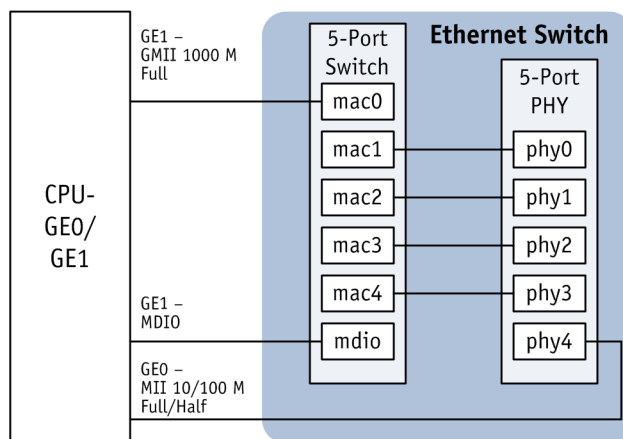 GE1 –
GMII 1000 M
Full
CPU-
GE0/
GE1
GE1 –
MDIO
GE0 –
MII 10/100 M
Full/Half
Ethernet Switch
5-Port
Switch
mac0
mac1
mac2
mac3
mac4
mdio
5-Port
PHY
phy0
phy1
phy2
phy3
phy4